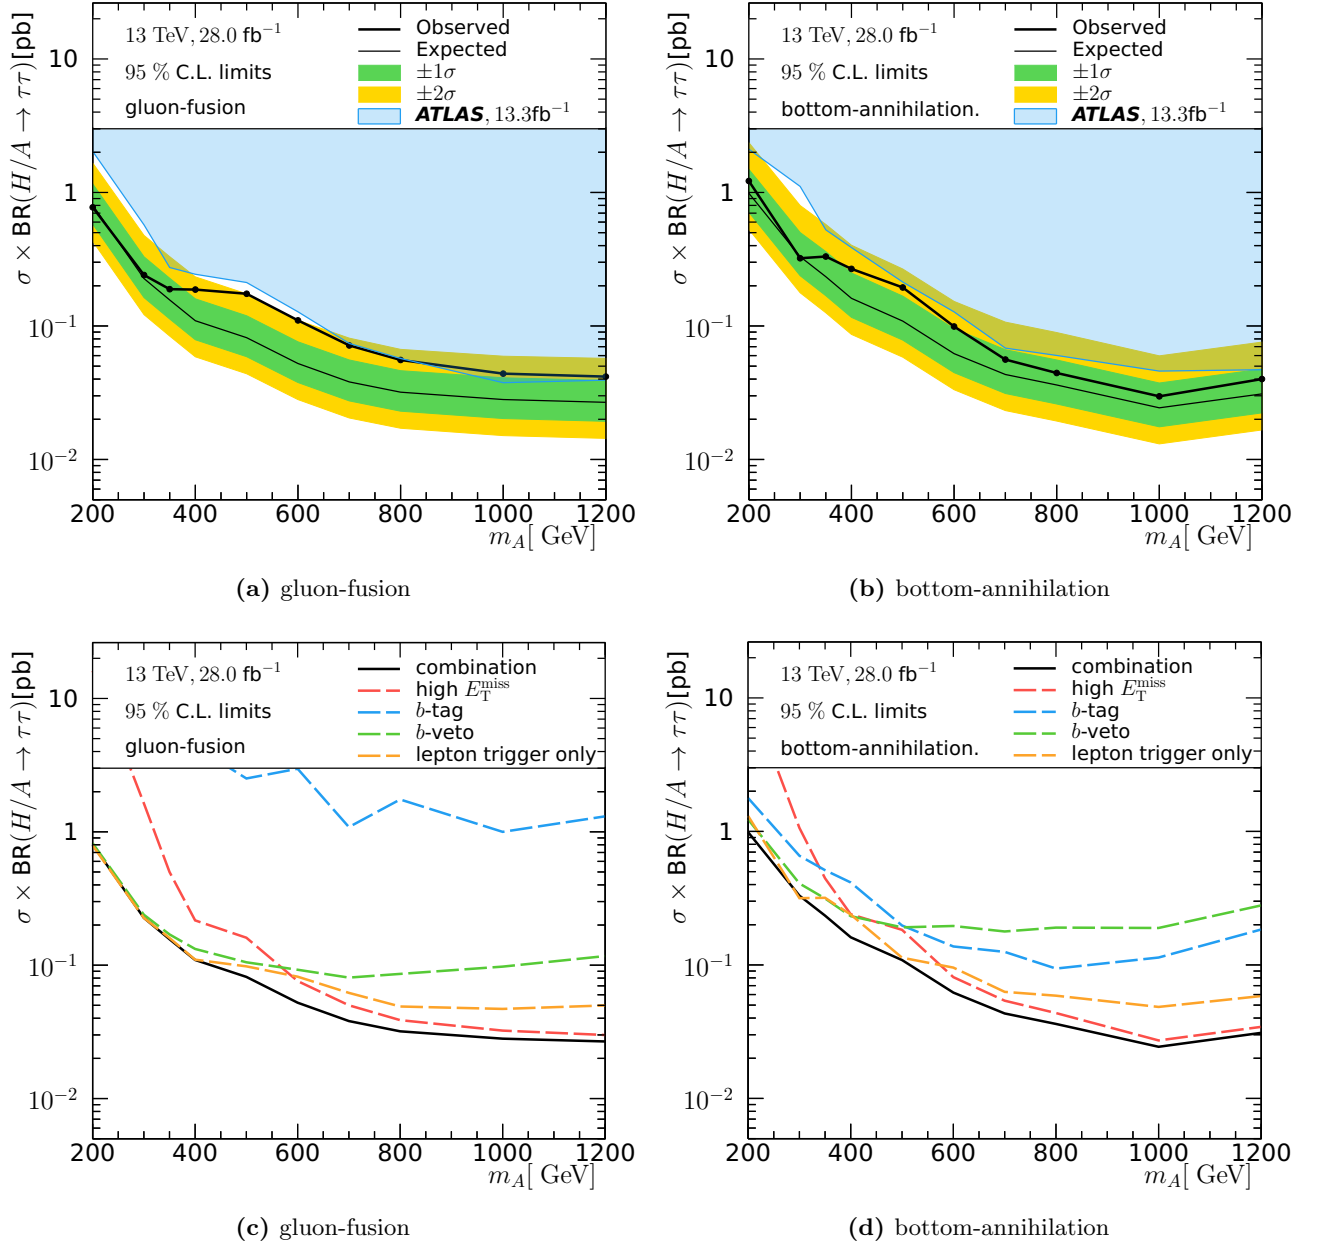 σ × BR(H/A → ττ)[pb]
10
1
10⁻¹
10⁻²
13 TeV, 28.0 fb⁻¹
95 % C.L. limits
gluon-fusion
Observed
Expected
±1σ
±2σ
ATLAS, 13.3fb⁻¹
200 400 600 800 1000 1200
m_A[ GeV]
(a) gluon-fusion
σ × BR(H/A → ττ)[pb]
10
1
10⁻¹
10⁻²
13 TeV, 28.0 fb⁻¹
95 % C.L. limits
bottom-annihilation.
Observed
Expected
±1σ
±2σ
ATLAS, 13.3fb⁻¹
200 400 600 800 1000 1200
m_A[ GeV]
(b) bottom-annihilation
σ × BR(H/A → ττ)[pb]
10
1
10⁻¹
10⁻²
13 TeV, 28.0 fb⁻¹
95 % C.L. limits
gluon-fusion
combination
high E_T^miss
b-tag
b-veto
lepton trigger only
200 400 600 800 1000 1200
m_A[ GeV]
(c) gluon-fusion
σ × BR(H/A → ττ)[pb]
10
1
10⁻¹
10⁻²
13 TeV, 28.0 fb⁻¹
95 % C.L. limits
bottom-annihilation.
combination
high E_T^miss
b-tag
b-veto
lepton trigger only
200 400 600 800 1000 1200
m_A[ GeV]
(d) bottom-annihilation